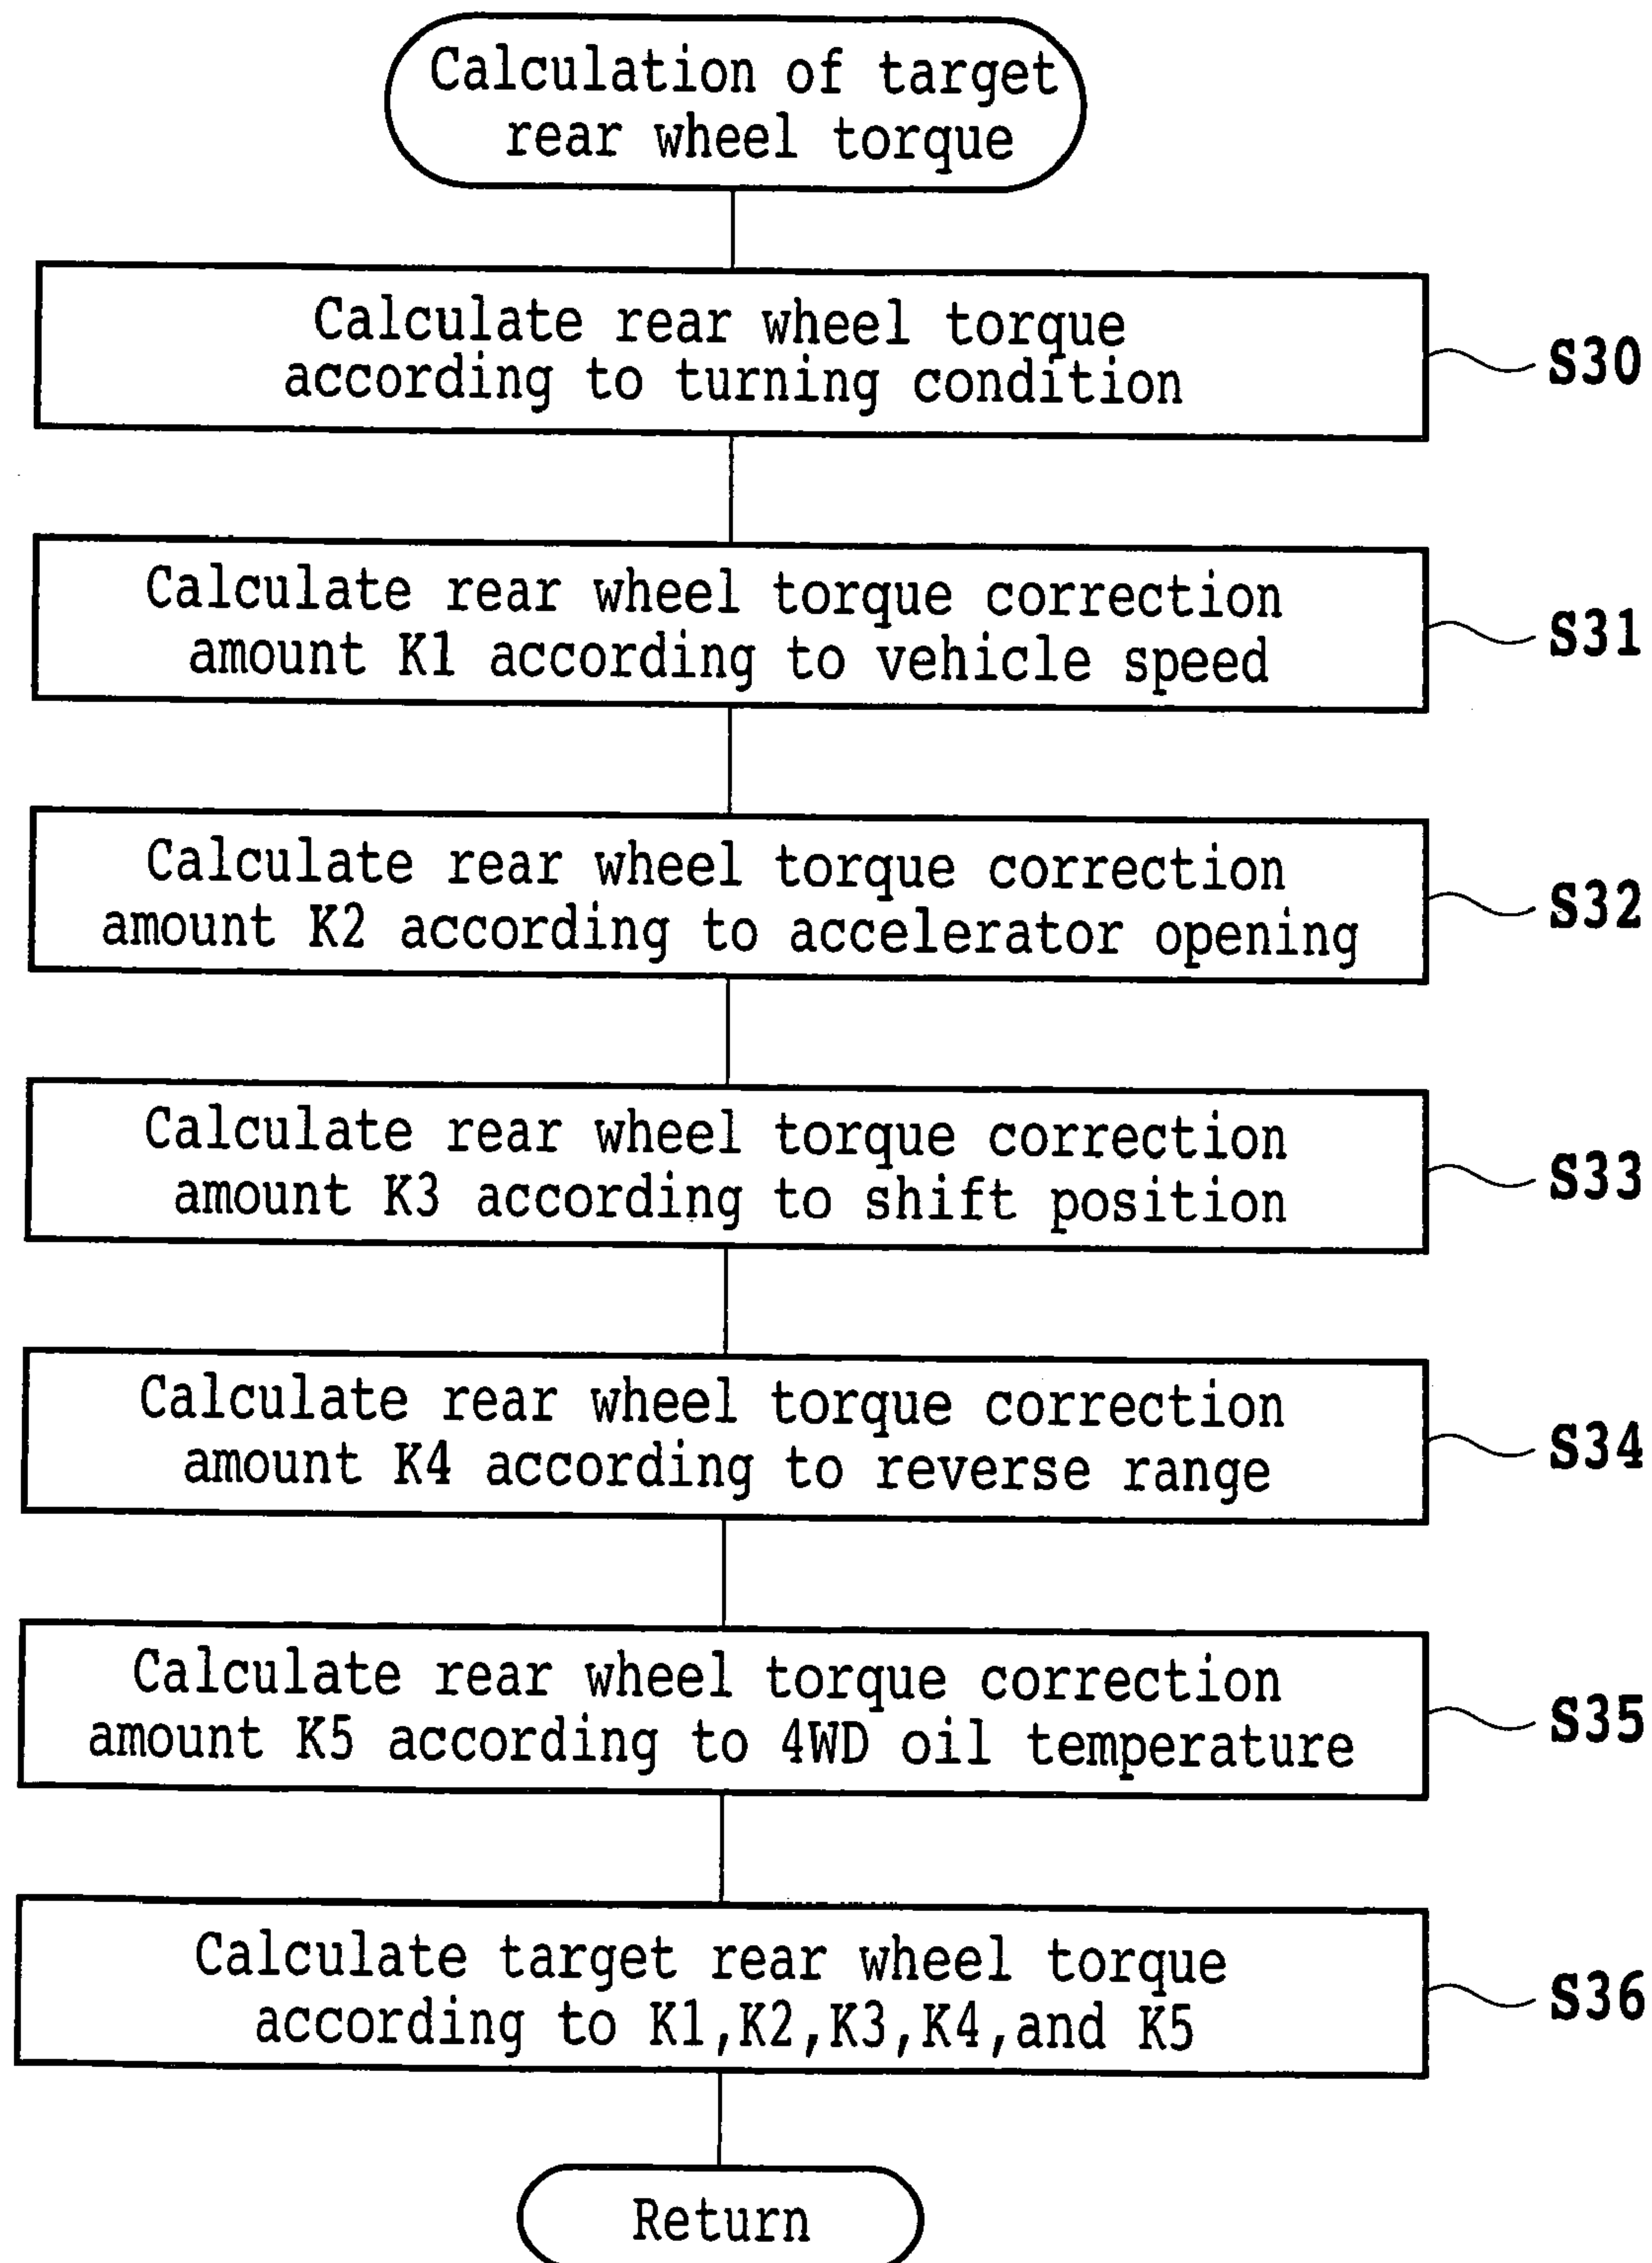 Calculation of target
rear wheel torque
Calculate rear wheel torque
according to turning condition
S30
Calculate rear wheel torque correction
amount K1 according to vehicle speed
S31
Calculate rear wheel torque correction
amount K2 according to accelerator opening
S32
Calculate rear wheel torque correction
amount K3 according to shift position
S33
Calculate rear wheel torque correction
amount K4 according to reverse range
S34
Calculate rear wheel torque correction
amount K5 according to 4WD oil temperature
S35
Calculate target rear wheel torque
according to K1,K2,K3,K4,and K5
S36
Return